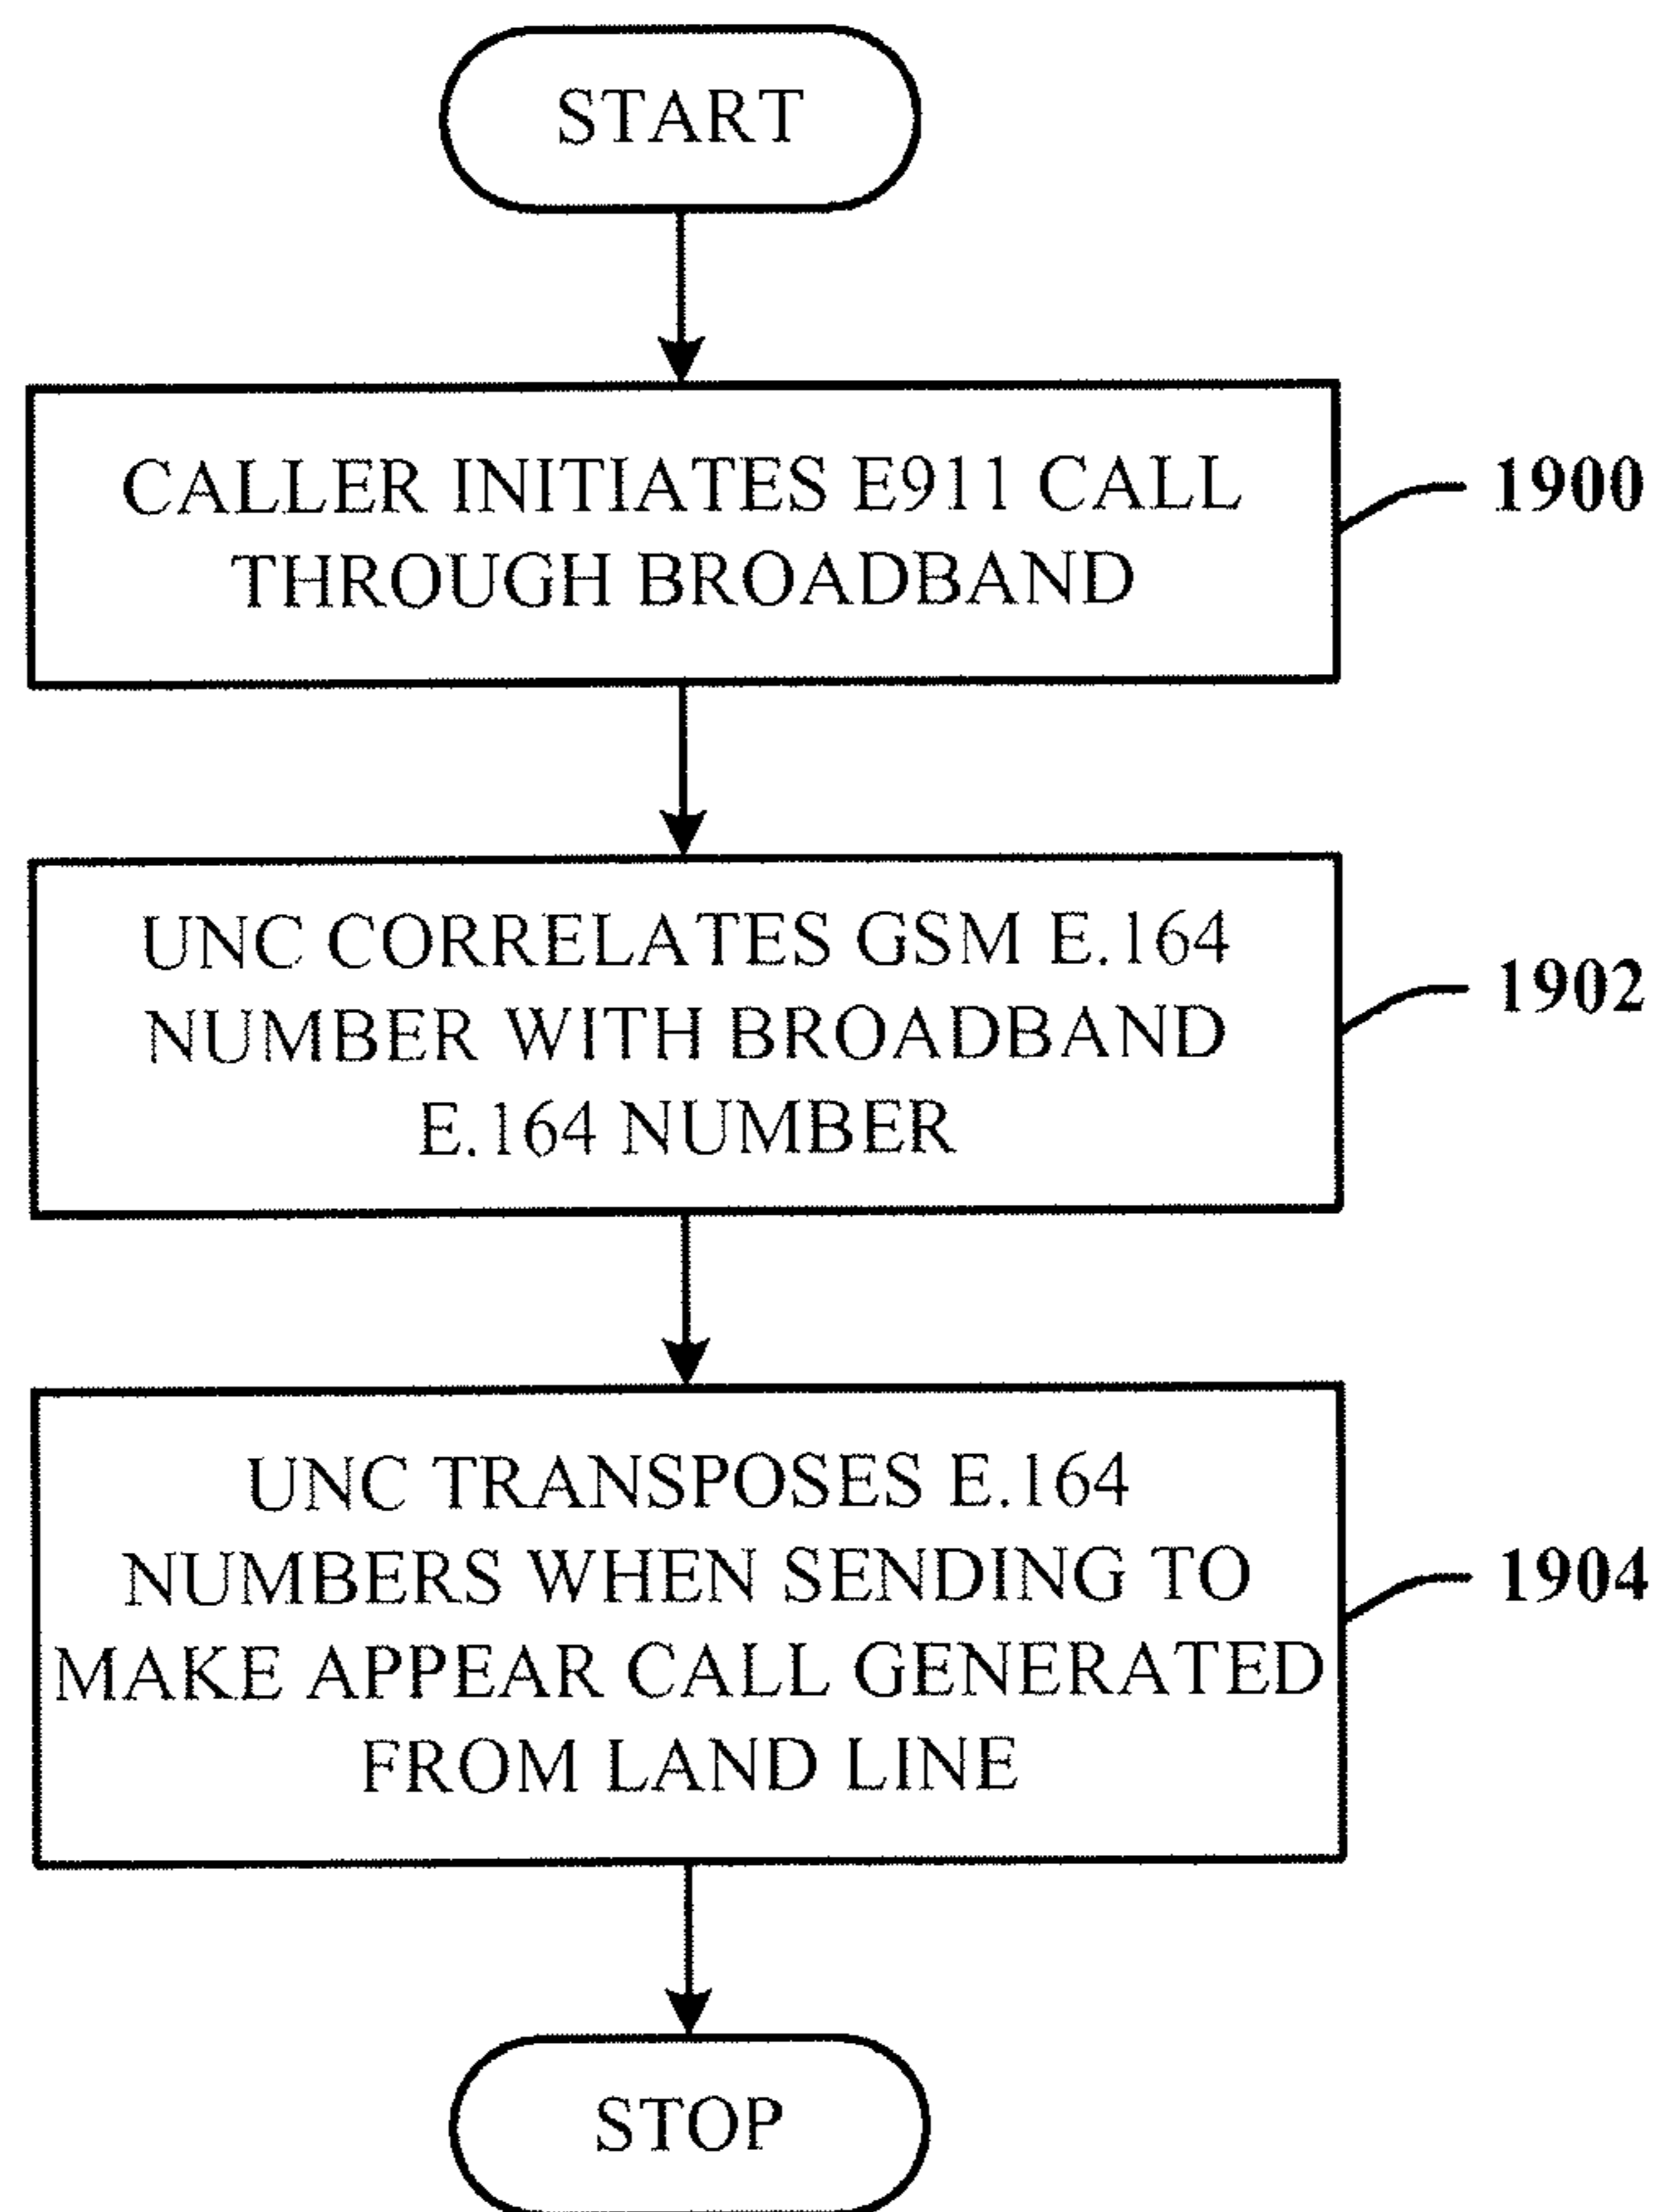 START
CALLER INITIATES E911 CALL
THROUGH BROADBAND
1900
UNC CORRELATES GSM E.164
NUMBER WITH BROADBAND
E.164 NUMBER
1902
UNC TRANSPOSES E.164
NUMBERS WHEN SENDING TO
MAKE APPEAR CALL GENERATED
FROM LAND LINE
1904
STOP